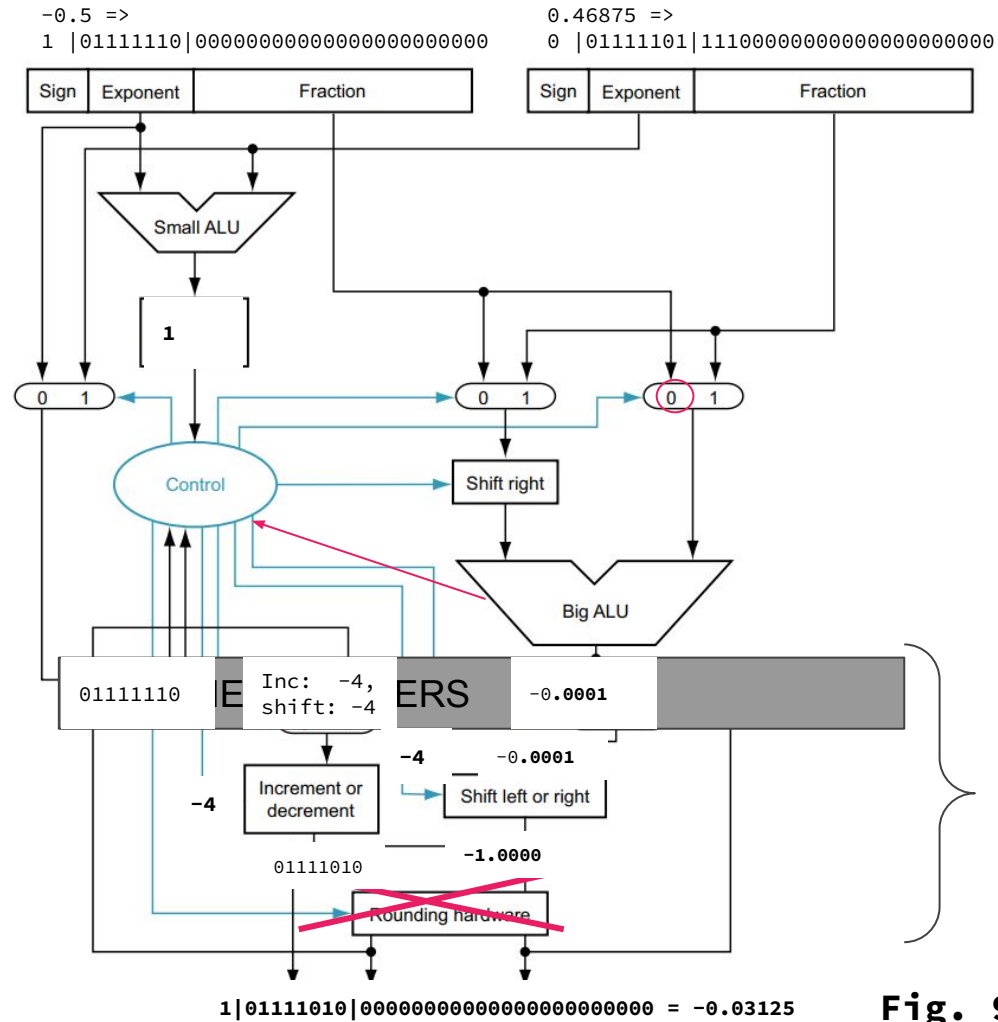 -0.5 =>
1 |01111110|00000000000000000000000
0.46875 =>
0 |01111101|11100000000000000000000
Sign Exponent Fraction
Sign Exponent Fraction
Small ALU
1
0 1
0 1
0 1
Control
Shift right
Big ALU
01111110
Inc: -4,
shift: -4
ERS
-0.0001
-4
-0.0001
-4
Increment or
decrement
Shift left or right
01111010
-1.0000
Rounding hardware
1|01111010|00000000000000000000000 = -0.03125
Fig.